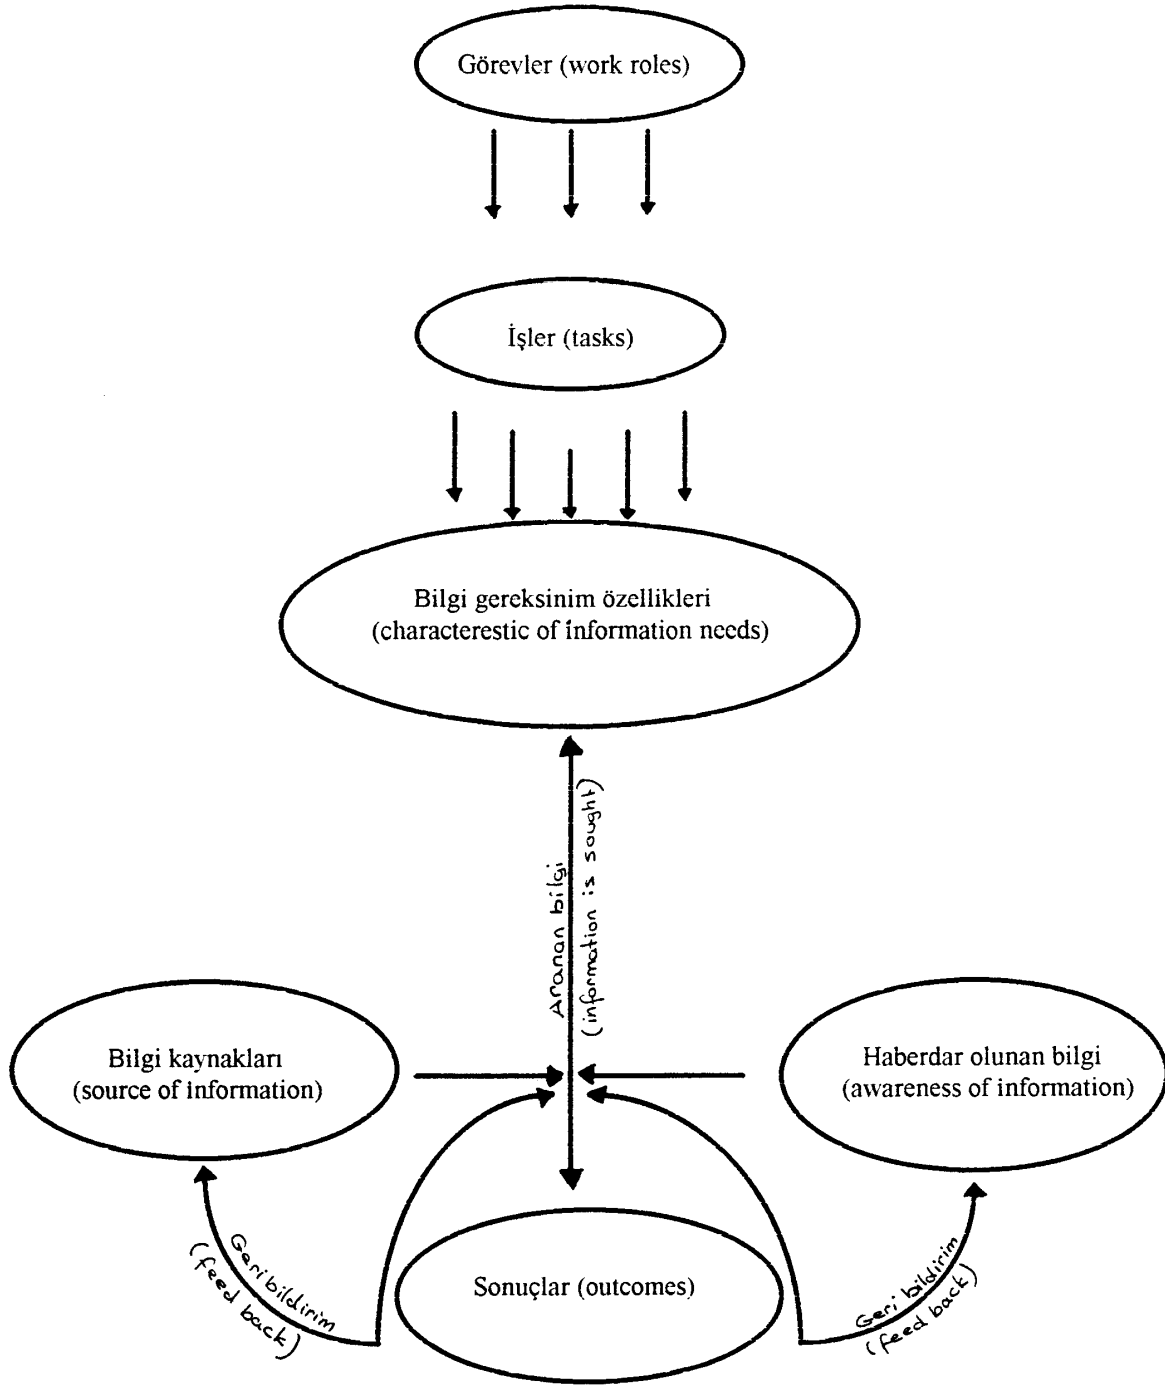 Görevler (work roles)
İşler (tasks)
Bilgi gereksinim özellikleri
(characterestic of information needs)
Aranan bilgi
(information is sought)
Bilgi kaynakları
(source of information)
Haberdar olunan bilgi
(awareness of information)
Geri bildirim
(feed back)
Sonuçlar (outcomes)
Geri bildirim
(feed back)